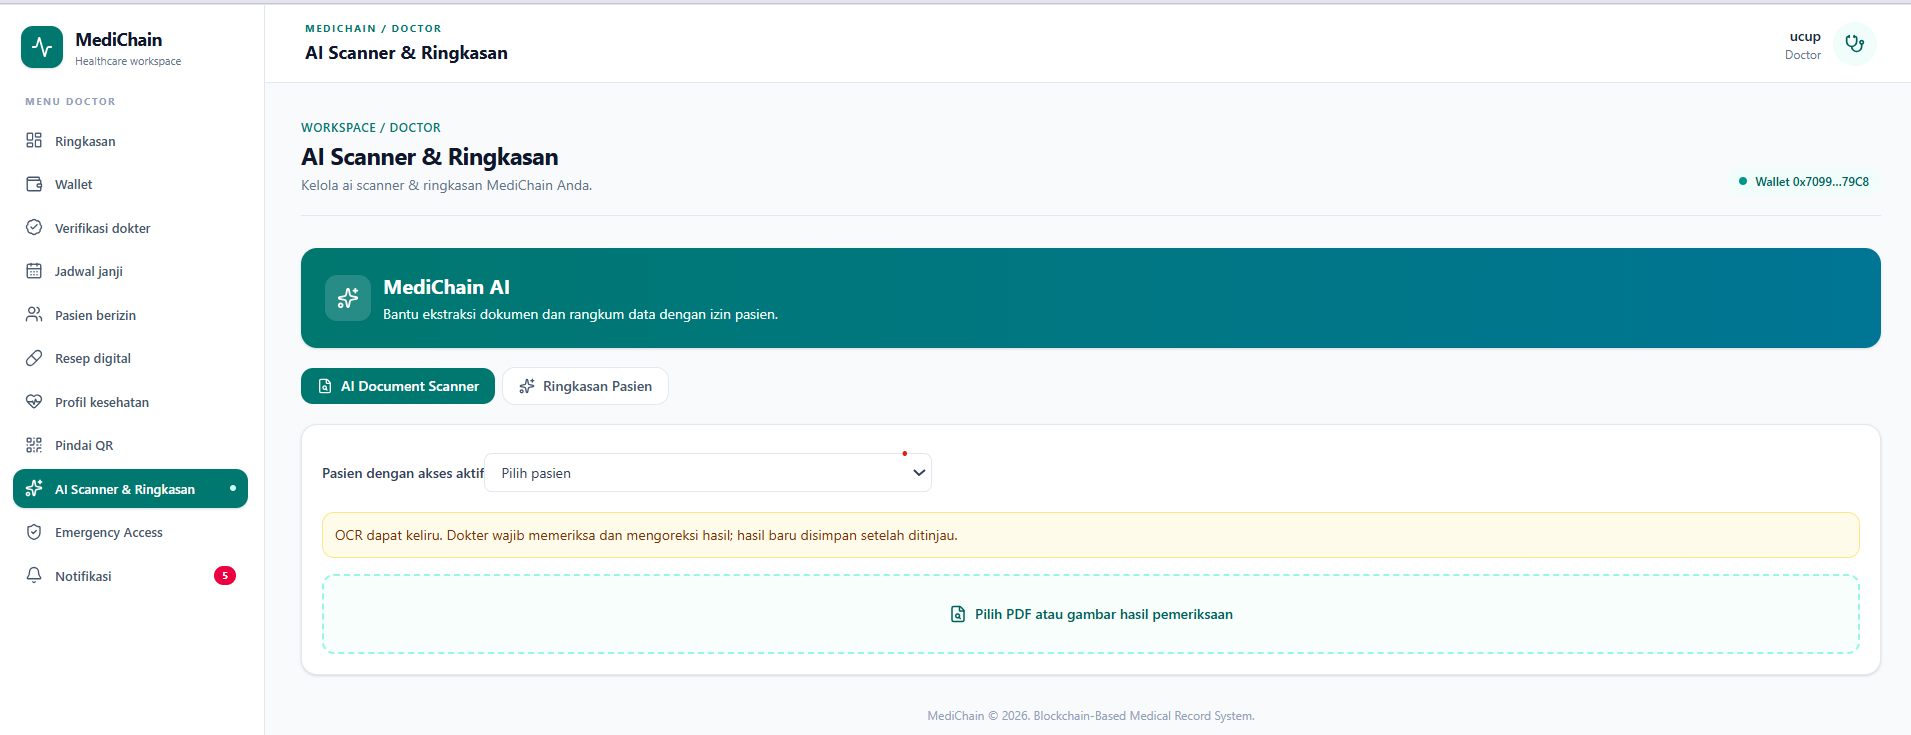 MediChain
Healthcare workspace
MENU DOCTOR
Ringkasan
Wallet
Verifikasi dokter
Jadwal janji
Pasien berizin
Resep digital
Profil kesehatan
Pindai QR
AI Scanner & Ringkasan
Emergency Access
Notifikasi 5
MEDICHAIN / DOCTOR
AI Scanner & Ringkasan
ucup
Doctor
WORKSPACE / DOCTOR
AI Scanner & Ringkasan
Kelola ai scanner & ringkasan MediChain Anda.
Wallet 0x7099...79C8
MediChain AI
Bantu ekstraksi dokumen dan rangkum data dengan izin pasien.
AI Document Scanner Ringkasan Pasien
Pasien dengan akses aktif Pilih pasien
OCR dapat keliru. Dokter wajib memeriksa dan mengoreksi hasil; hasil baru disimpan setelah ditinjau.
Pilih PDF atau gambar hasil pemeriksaan
MediChain © 2026. Blockchain-Based Medical Record System.